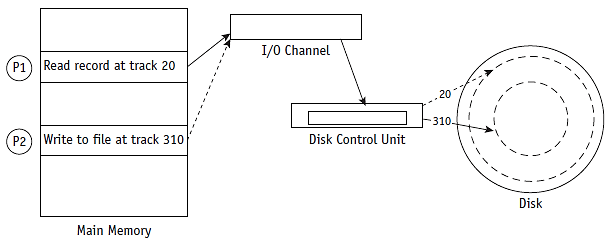 P1
Read record at track 20
P2
Write to file at track 310
Main Memory
I/O Channel
Disk Control Unit
20
310
Disk